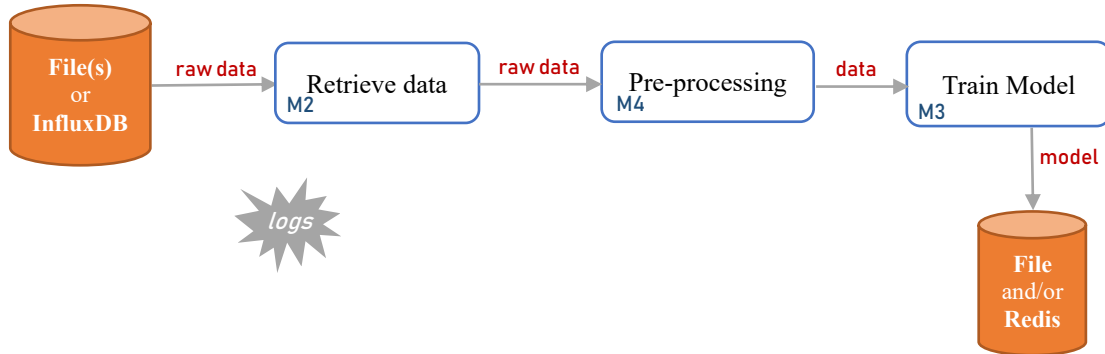 File(s)
or
InfluxDB
raw data
Retrieve data
M2
raw data
Pre-processing
M4
data
Train Model
M3
model
logs
File
and/or
Redis